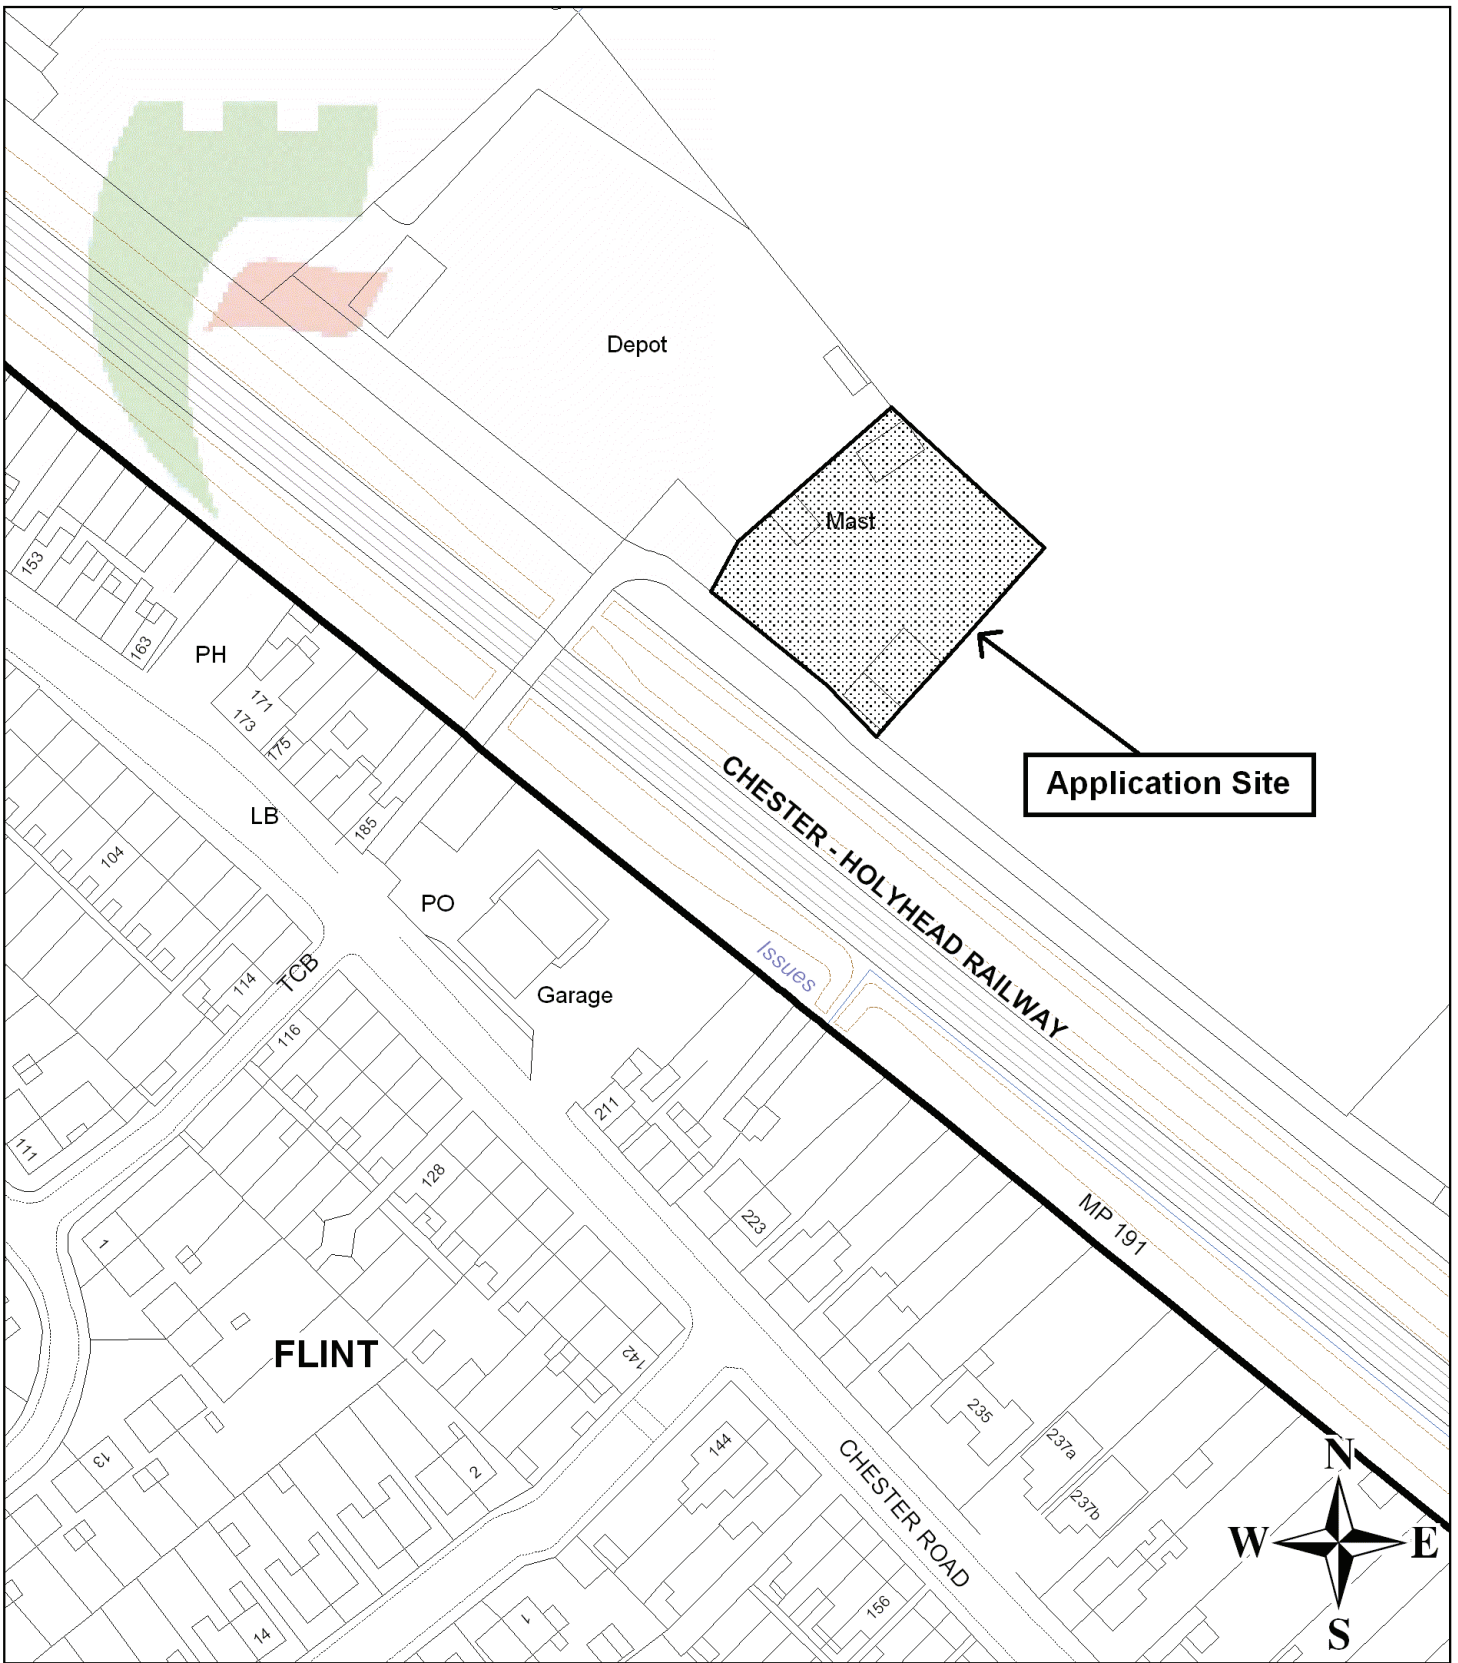 Depot
Mast
153
163
PH
171
173
175
Application Site
CHESTER - HOLYHEAD RAILWAY
LB
185
104
PO
Issues
114
TCB
Garage
116
211
111
128
223
MP 191
1
FLINT
142
235
237a
144
CHESTER ROAD
13
2
237b
N
W
E
S
156
1
14